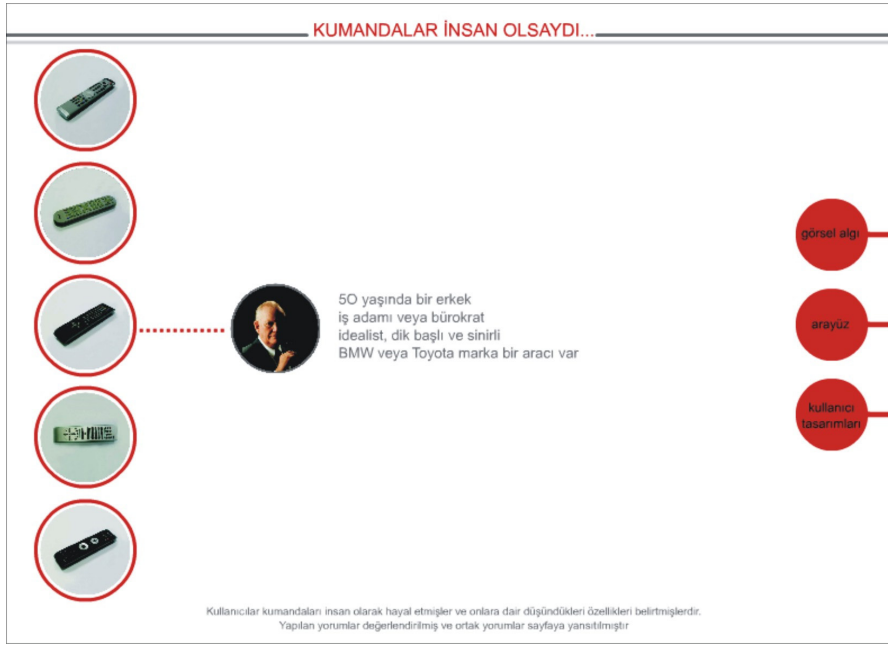 KUMANDALAR İNSAN OLSAYDI...
görsel algı
5O yaşında bir erkek
iş adamı veya bürokrat
idealist, dik başlı ve sinirli
BMW veya Toyota marka bir aracı var
arayüz
kullanıcı
tasarımları
Kullanıcılar kumandaları insan olarak hayal etmişler ve onlara dair düşündükleri özellikleri belirtmişlerdir.
Yapılan yorumlar değerlendirilmiş ve ortak yorumlar sayfaya yansıtılmıştır